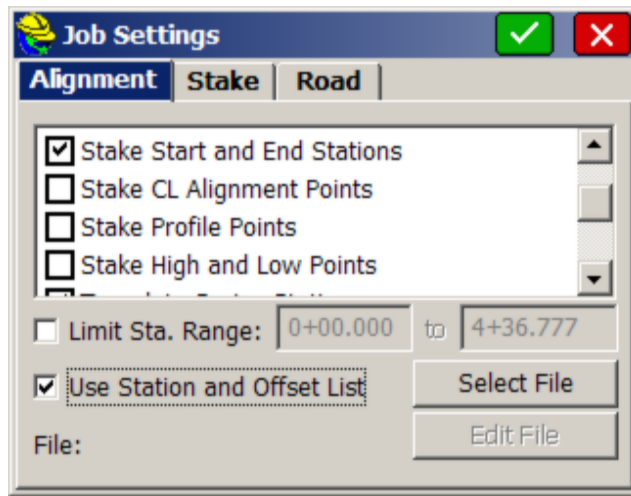 Job Settings
Alignment Stake Road
Stake Start and End Stations
Stake CL Alignment Points
Stake Profile Points
Stake High and Low Points
Limit Sta. Range: 0+00.000 to 4+36.777
Use Station and Offset List Select File
File: Edit File